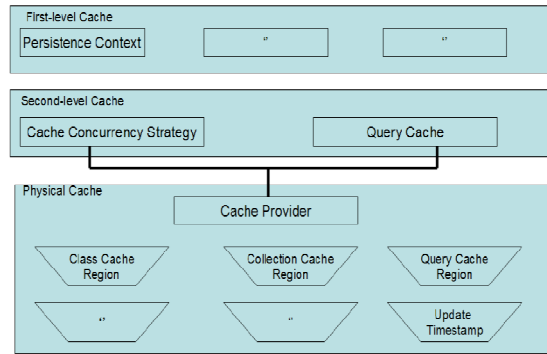 First-level Cache
Persistence Context
Second-level Cache
Cache Concurrency Strategy
Query Cache
Physical Cache
Cache Provider
Class Cache
Region
Collection Cache
Region
Query Cache
Region
Update
Timestamp